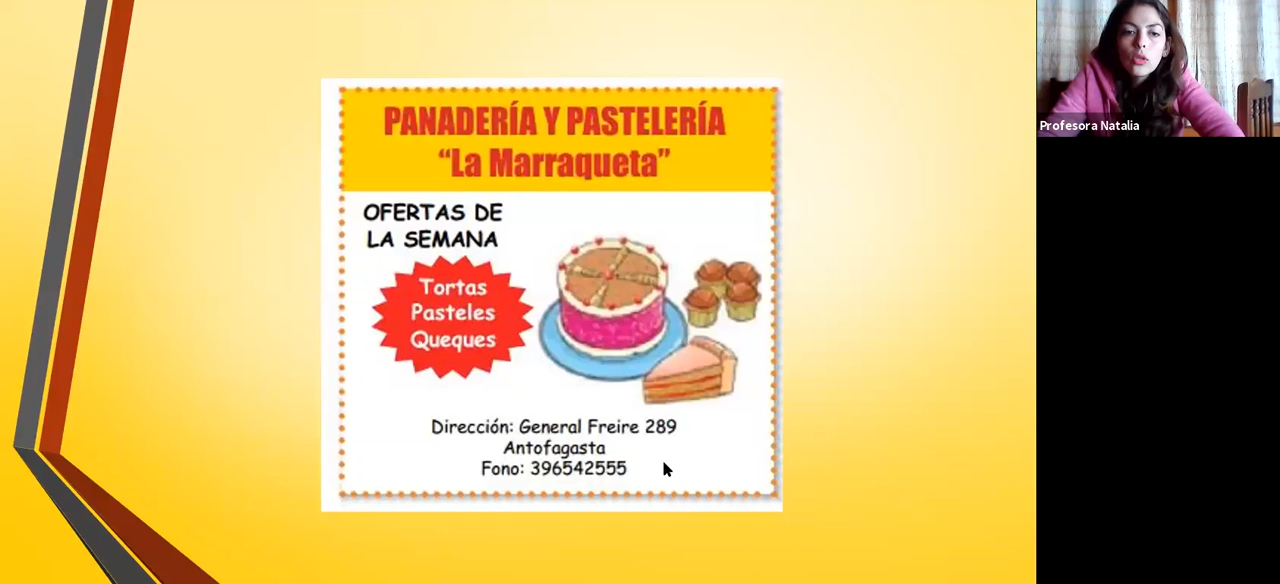 PANADERÍA Y PASTELERÍA
“La Marraqueta”
OFERTAS DE
LA SEMANA
Tortas
Pasteles
Queques
Dirección: General Freire 289
Antofagasta
Fono: 396542555
Profesora Natalia